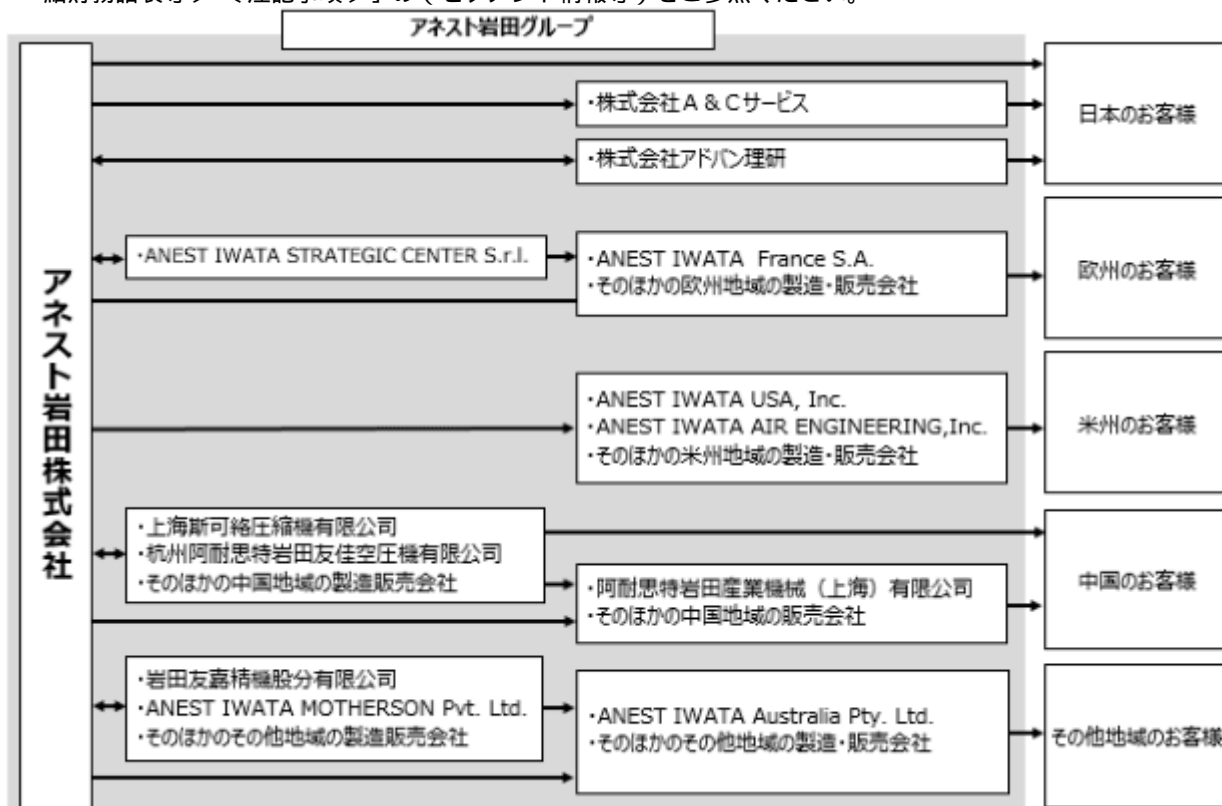 アネスト岩田グループ
アネスト岩田株式会社
・株式会社A&Cサービス
・株式会社アドバン理研
日本のお客様
・ANEST IWATA STRATEGIC CENTER S.r.l.
・ANEST IWATA France S.A.
・そのほかの欧州地域の製造・販売会社
欧州のお客様
・ANEST IWATA USA, Inc.
・ANEST IWATA AIR ENGINEERING,Inc.
・そのほかの米州地域の製造・販売会社
米州のお客様
・上海斯可絡圧縮機有限公司
・杭州阿耐思特岩田友佳空圧機有限公司
・そのほかの中国地域の製造販売会社
・阿耐思特岩田産業機械(上海)有限公司
・そのほかの中国地域の販売会社
中国のお客様
・岩田友嘉精機股分有限公司
・ANEST IWATA MOTHERSON Pvt. Ltd.
・そのほかのその他地域の製造販売会社
・ANEST IWATA Australia Pty. Ltd.
・そのほかのその他地域の製造・販売会社
その他地域のお客様